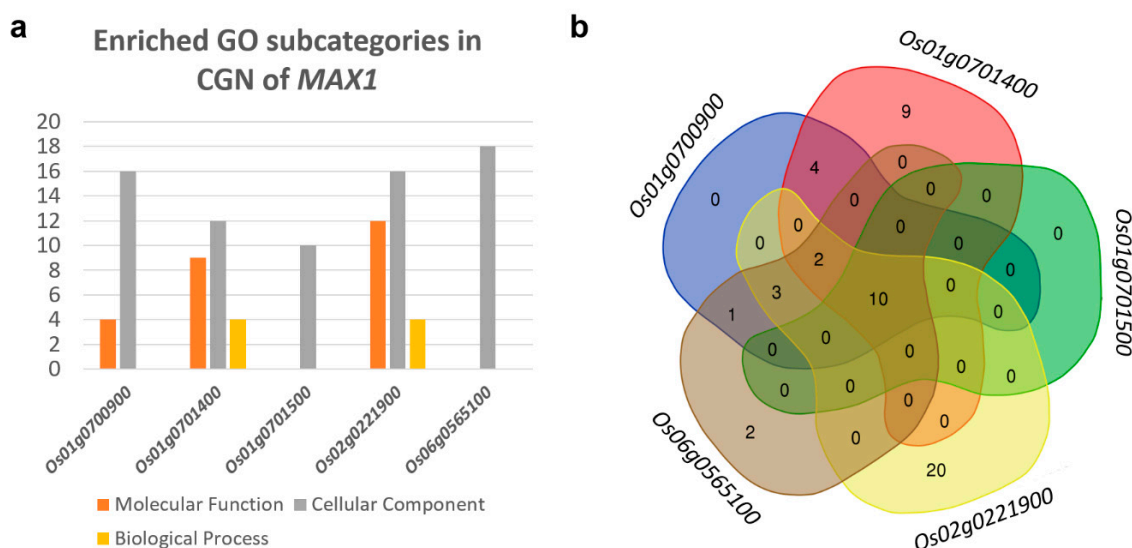 a
Enriched GO subcategories in
CGN of MAX1
20
18
16
14
12
10
8
6
4
2
0
Os01g0700900
Os01g0701400
Os01g0701500
Os02g0221900
Os06g0565100
Molecular Function
Cellular Component
Biological Process
b
Os01g0700900
Os01g0701400
Os01g0701500
Os02g0221900
Os06g0565100
9
4
0
0
0
0
0
0
0
0
0
0
0
0
2
3
10
0
0
1
0
0
0
0
0
0
0
0
2
0
20